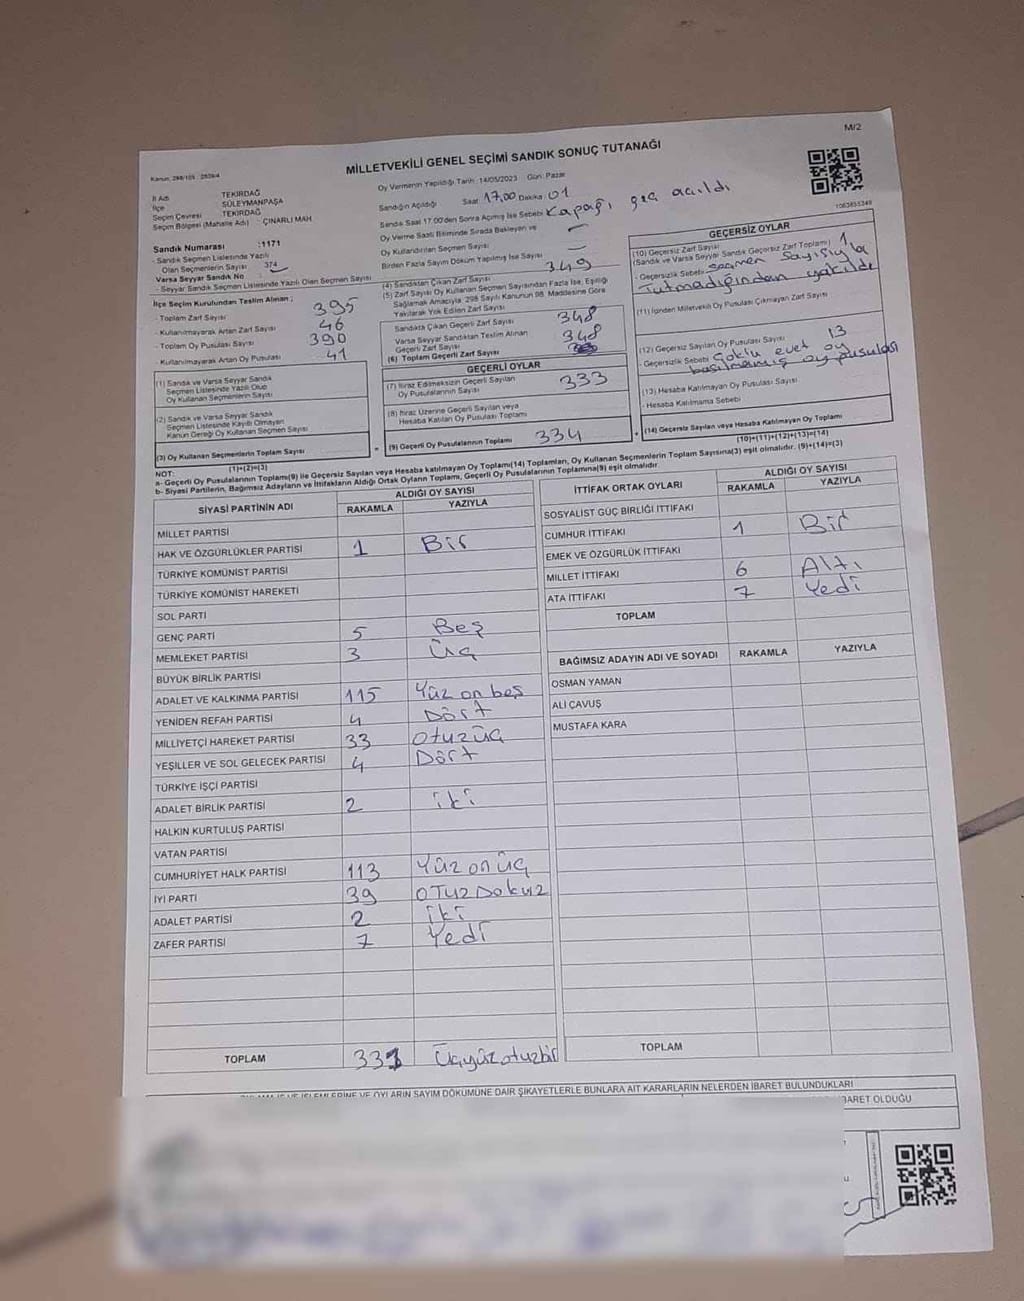 M/2
MİLLETVEKİLİ GENEL SEÇİMİ SANDIK SONUÇ TUTANAĞI
İl Adı TEKİRDAĞ
İlçe SÜLEYMANPAŞA
Seçim Çevresi TEKİRDAĞ
Seçim Bölgesi (Mahalle Adı) - ÇINARLI MAH
Sandık Numarası :1171
- Sandık Seçmen Listesinde Yazılı
Olan Seçmenlerin Sayısı 374
Varsa Seyyar Sandık No
- Seyyar Sandık Seçmen Listesinde Yazılı Olan Seçmen Sayısı
İlçe Seçim Kurulundan Teslim Alınan ;
- Toplam Zarf Sayısı 395
- Kullanılmayarak Artan Zarf Sayısı 46
- Toplam Oy Pusulası Sayısı 390
- Kullanılmayarak Artan Oy Pusulası 41
(1) Sandık ve Varsa Seyyar Sandık
Seçmen Listesinde Yazılı Olup
Oy Kullanan Seçmenlerin Sayısı
(2) Sandık ve Varsa Seyyar Sandık
Seçmen Listesinde Kaydı Olmayan
Kanun Gereği Oy Kullanan Seçmen Sayısı
(3) Oy Kullanan Seçmenlerin Toplam Sayısı
(1)+(2)=(3)
Oy Vermenin Yapıldığı Tarih : 14/05/2023 Gün: Pazar
Sandığın Açıldığı Saat 17,00 Dakika 01
Sandık Saat 17.00'den Sonra Açılmış İse Sebebi Kapağı geç açıldı
Oy Verme Saati Bitiminde Sırada Bekleyen ve
Oy Kullandırılan Seçmen Sayısı
Birden Fazla Sayım Döküm Yapılmış İse Sayısı
(4) Sandıktan Çıkan Zarf Sayısı 349
(5) Zarf Sayısı Oy Kullanan Seçmen Sayısından Fazla İse, Eşitliği
Sağlamak Amacıyla, 298 Sayılı Kanunun 98. Maddesine Göre
Yakılarak Yok Edilen Zarf Sayısı
Sandıkta Çıkan Geçerli Zarf Sayısı 348
Varsa Seyyar Sandıktan Teslim Alınan
Geçerli Zarf Sayısı 348
(6) Toplam Geçerli Zarf Sayısı
GEÇERLİ OYLAR
(7) İtiraz Edilmeksizin Geçerli Sayılan
Oy Pusulalarının Sayısı 333
(8) İtiraz Üzerine Geçerli Sayılan veya
Hesaba Katılan Oy Pusulası Toplamı
(9) Geçerli Oy Pusulalarının Toplamı 334
1063855349
GEÇERSİZ OYLAR
(10) Geçersiz Zarf Sayısı
(Sandık ve Varsa Seyyar Sandık Geçersiz Zarf Toplamı) 1
- Geçersizlik Sebebi seçmen sayısıyla
Tutmadığından yakıldı
(11) İçinden Milletvekili Oy Pusulası Çıkmayan Zarf Sayısı
(12) Geçersiz Sayılan Oy Pusulası Sayısı 13
- Geçersizlik Sebebi Çoklu evet oy
basılmamış oy pusulası
(13) Hesaba Katılmayan Oy Pusulası Sayısı
- Hesaba Katılmama Sebebi
(14) Geçersiz Sayılan veya Hesaba Katılmayan Oy Toplamı
(10)+(11)+(12)+(13)=(14)
NOT:
a- Geçerli Oy Pusulalarının Toplamı(9) ile Geçersiz Sayılan veya Hesaba katılmayan Oy Toplamı(14) Toplamları, Oy Kullanan Seçmenlerin Toplam Sayısına(3) eşit olmalıdır. (9)+(14)=(3)
b- Siyasi Partilerin, Bağımsız Adayların ve İttifakların Aldığı Ortak Oyların Toplamı, Geçerli Oy Pusulalarının Toplamına(9) eşit olmalıdır
SİYASİ PARTİNİN ADI ALDIĞI OY SAYISI
RAKAMLA YAZIYLA
MİLLET PARTİSİ
HAK VE ÖZGÜRLÜKLER PARTİSİ 1 Bir
TÜRKİYE KOMÜNİST PARTİSİ
TÜRKİYE KOMÜNİST HAREKETİ
SOL PARTİ
GENÇ PARTİ 5 Beş
MEMLEKET PARTİSİ 3 Üç
BÜYÜK BİRLİK PARTİSİ
ADALET VE KALKINMA PARTİSİ 115 Yüz on beş
YENİDEN REFAH PARTİSİ 4 Dört
MİLLİYETÇİ HAREKET PARTİSİ 33 otuzüç
YEŞİLLER VE SOL GELECEK PARTİSİ 4 Dört
TÜRKİYE İŞÇİ PARTİSİ
ADALET BİRLİK PARTİSİ 2 iki
HALKIN KURTULUŞ PARTİSİ
VATAN PARTİSİ
CUMHURİYET HALK PARTİSİ 113 Yüz on üç
İYİ PARTİ 39 OTUZ Dokuz
ADALET PARTİSİ 2 iki
ZAFER PARTİSİ 7 Yedi
TOPLAM 331 Üçyüzotuzbir
İTTİFAK ORTAK OYLARI ALDIĞI OY SAYISI
RAKAMLA YAZIYLA
SOSYALİST GÜÇ BİRLİĞİ İTTİFAKI
CUMHUR İTTİFAKI 1 Bir
EMEK VE ÖZGÜRLÜK İTTİFAKI
MİLLET İTTİFAKI 6 Altı
ATA İTTİFAKI 7 Yedi
TOPLAM
BAĞIMSIZ ADAYIN ADI VE SOYADI RAKAMLA YAZIYLA
OSMAN YAMAN
ALİ ÇAVUŞ
MUSTAFA KARA
TOPLAM
VE OYLARIN SAYIM DÖKÜMÜNE DAİR ŞİKAYETLERLE BUNLARA AİT KARARLARIN NELERDEN İBARET BULUNDUKLARI
OLDUĞU